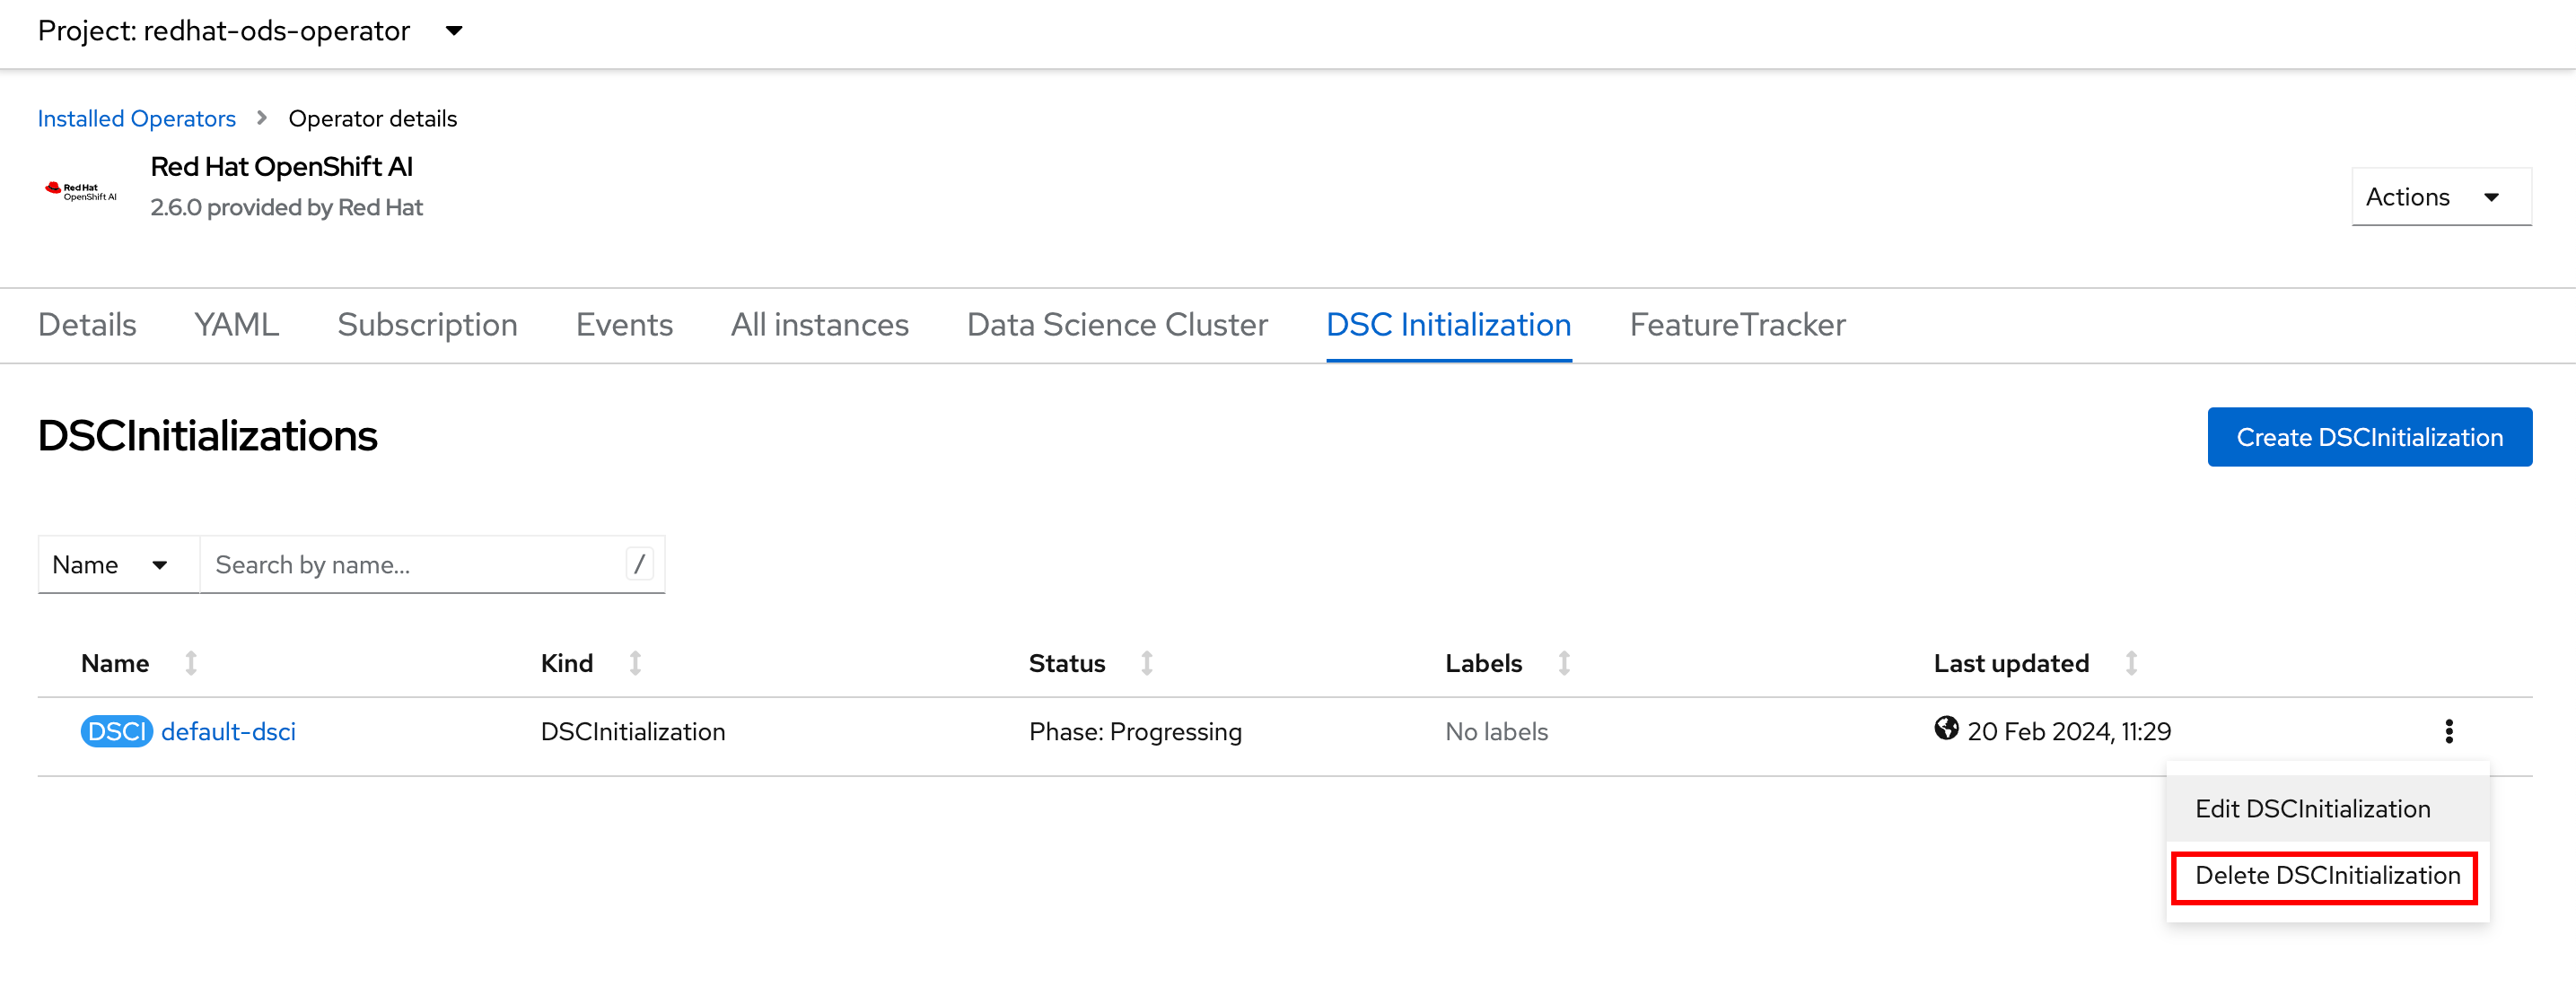 Project: redhat-ods-operator
Installed Operators > Operator details
Red Hat OpenShift AI
Red Hat
OpenShift AI
2.6.0 provided by Red Hat
Actions
Details YAML Subscription Events All instances Data Science Cluster DSC Initialization FeatureTracker
DSCInitializations
Create DSCInitialization
Name Search by name... /
Name Kind Status Labels Last updated
DSCI default-dsci DSCInitialization Phase: Progressing No labels 20 Feb 2024, 11:29
Edit DSCInitialization
Delete DSCInitialization